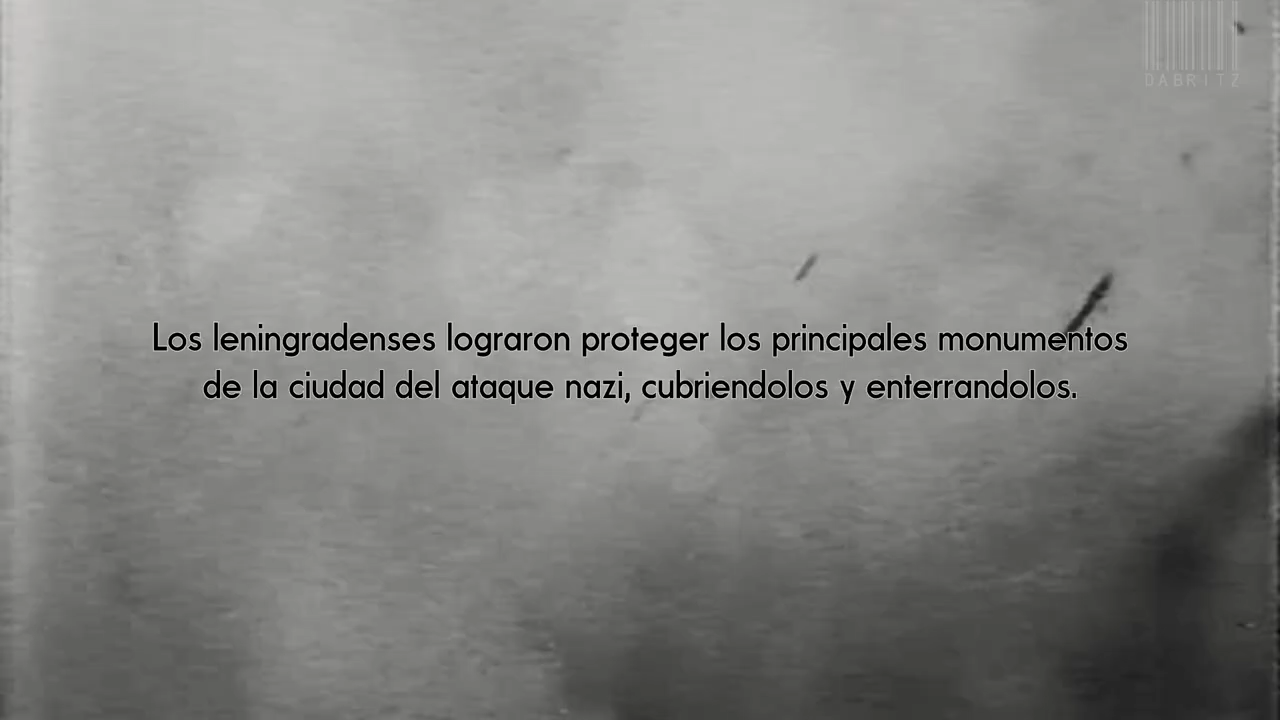 DABRITZ
Los leningradenses lograron proteger los principales monumentos
de la ciudad del ataque nazi, cubriendolos y enterrandolos.